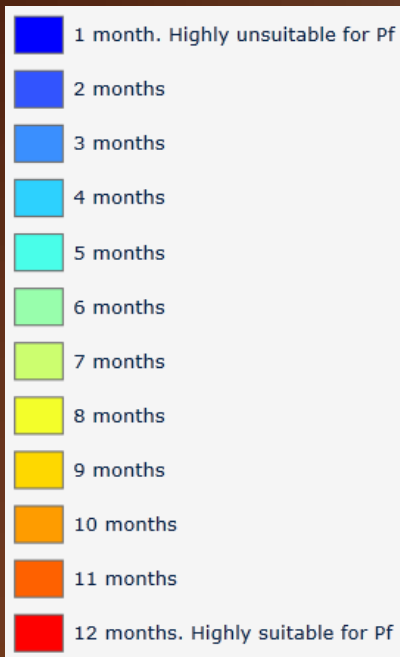 1 month. Highly unsuitable for Pf
2 months
3 months
4 months
5 months
6 months
7 months
8 months
9 months
10 months
11 months
12 months. Highly suitable for Pf